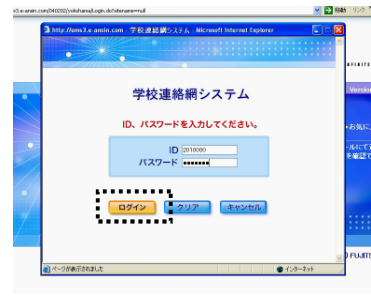 http://ems3.e-amin.com - 学校連絡網システム - Microsoft Internet Explorer
学校連絡網システム
ID、パスワードを入力してください。
ID 2010000
パスワード ●●●●●●●
ログイン クリア キャンセル
ページが表示されました インターネット
移動 リンク
Version